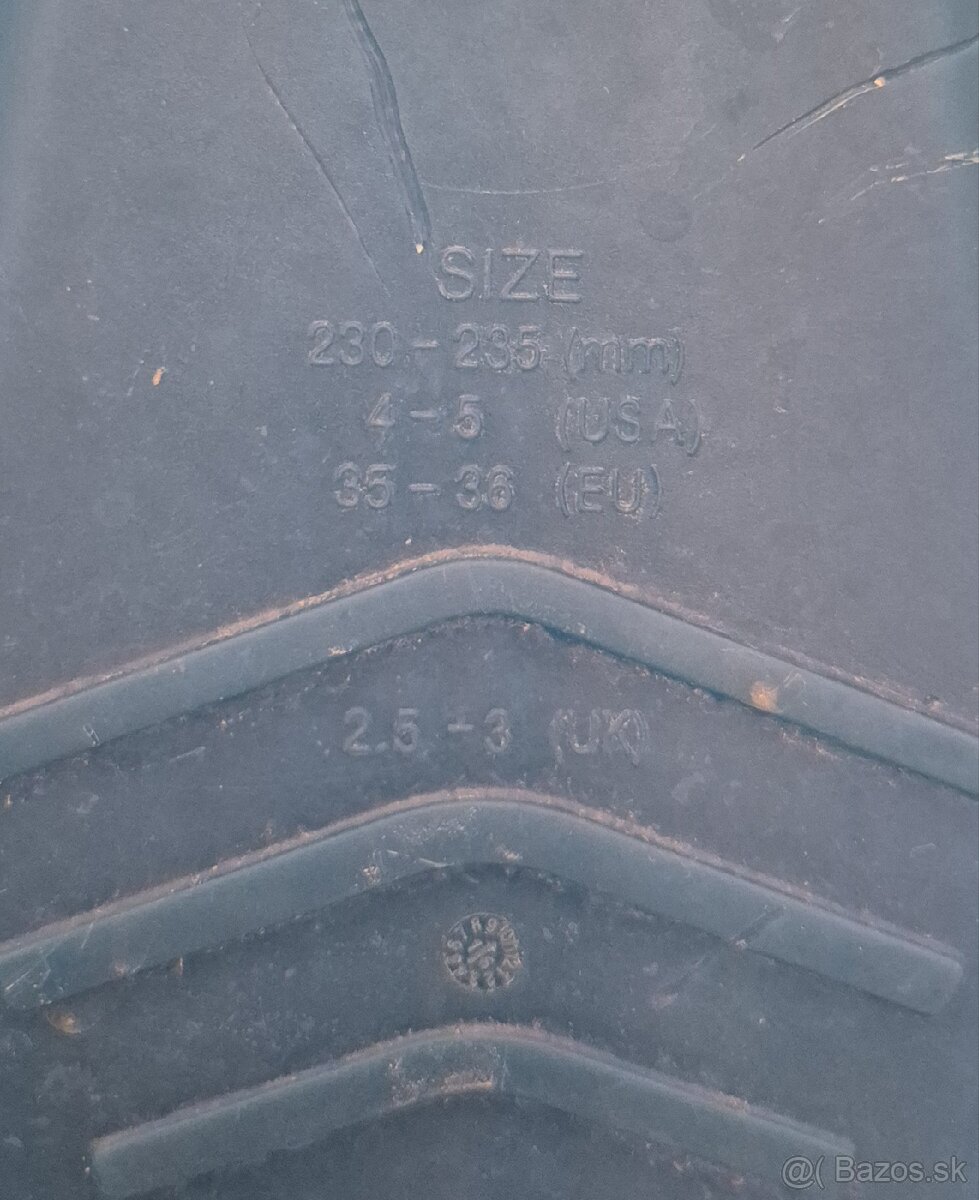 SIZE
230 - 235 (mm)
4 - 5 (USA)
35 - 36 (EU)
2.5 - 3 (UK)
@( Bazos.sk